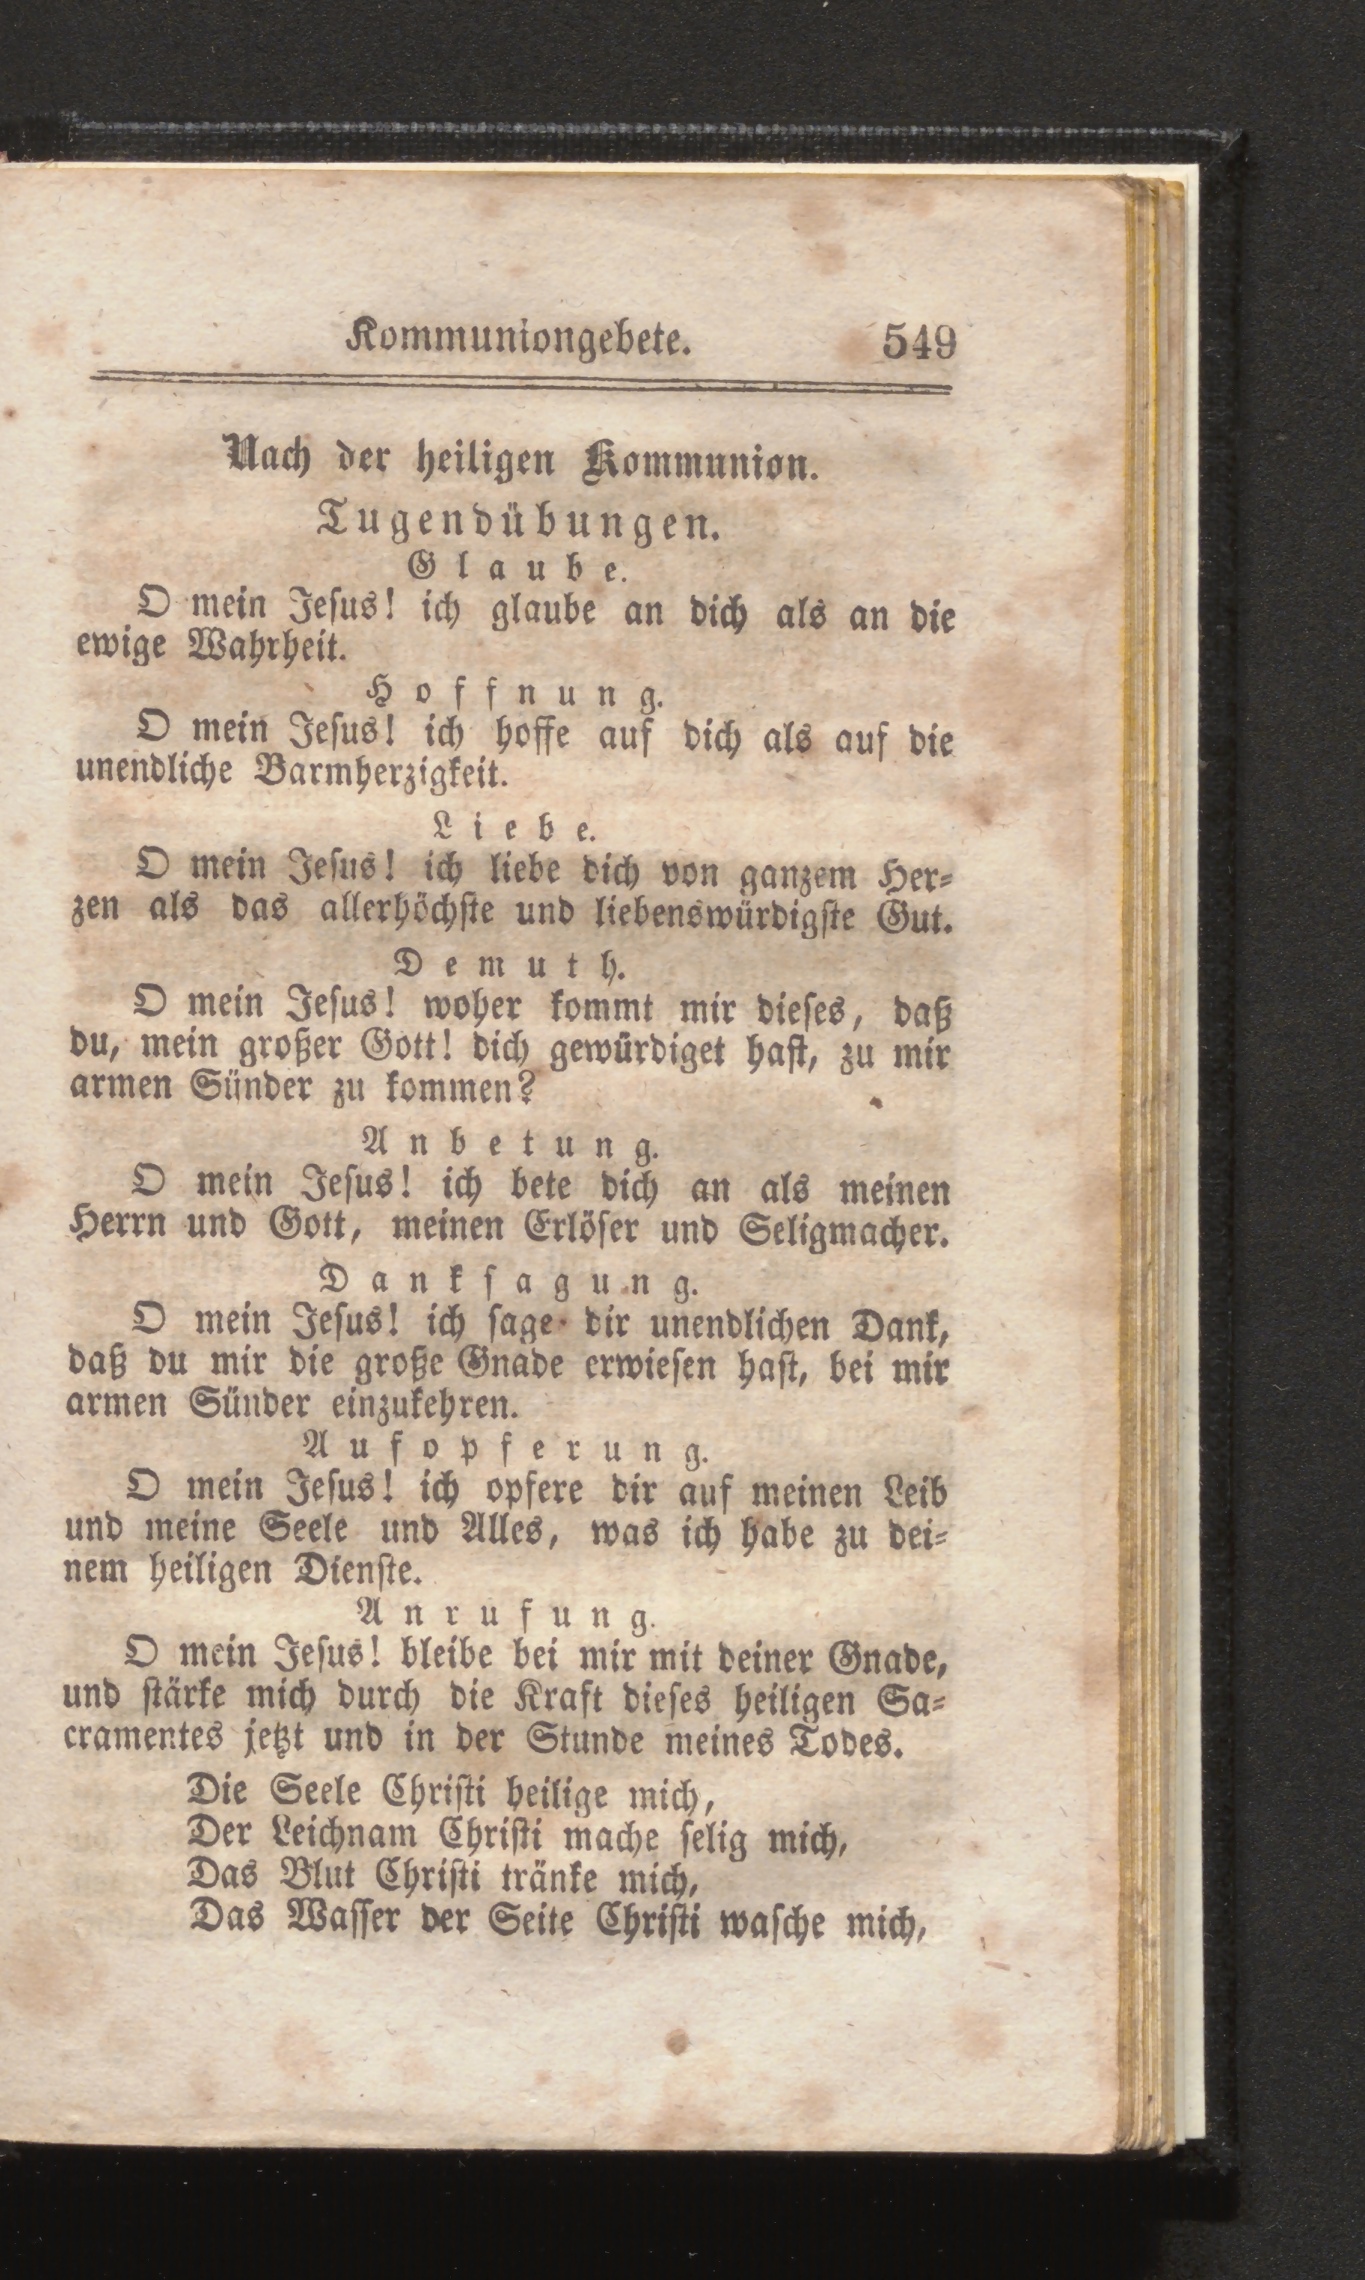 Kommuniongebete. 549
Nach der heiligen Kommunion.
Tugendübungen.
Glaube.
O mein Jeſus! ich glaube an dich als an die
ewige Wahrheit.
Hoffnung.
O mein Jeſus! ich hoffe auf dich als auf die
unendliche Barmherzigkeit.
Liebe.
O mein Jeſus! ich liebe dich von ganzem Her-
zen als das allerhöchſte und liebenswürdigſte Gut.
Demuth.
O mein Jeſus! woher kommt mir dieſes, daß
du, mein großer Gott! dich gewürdiget haſt, zu mir
armen Sünder zu kommen?
Anbetung.
O mein Jeſus! ich bete dich an als meinen
Herrn und Gott, meinen Erlöſer und Seligmacher.
Dankſagung.
O mein Jeſus! ich ſage dir unendlichen Dank,
daß du mir die große Gnade erwieſen haſt, bei mir
armen Sünder einzukehren.
Aufopferung.
O mein Jeſus! ich opfere dir auf meinen Leib
und meine Seele und Alles, was ich habe zu dei-
nem heiligen Dienſte.
Anrufung.
O mein Jeſus! bleibe bei mir mit deiner Gnade,
und ſtärke mich durch die Kraft dieſes heiligen Sa-
cramentes jetzt und in der Stunde meines Todes.
Die Seele Chriſti heilige mich,
Der Leichnam Chriſti mache ſelig mich,
Das Blut Chriſti tränke mich,
Das Waſſer der Seite Chriſti waſche mich,